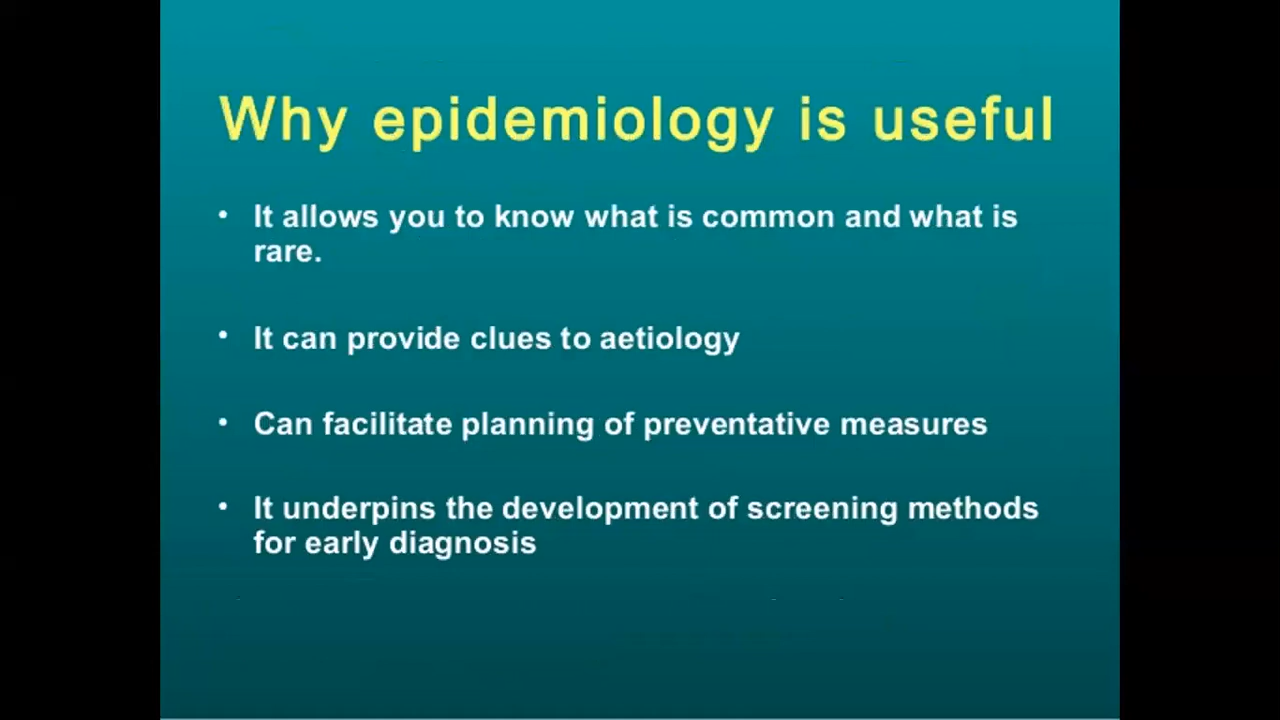 Why epidemiology is useful
• It allows you to know what is common and what is
rare.
• It can provide clues to aetiology
• Can facilitate planning of preventative measures
• It underpins the development of screening methods
for early diagnosis